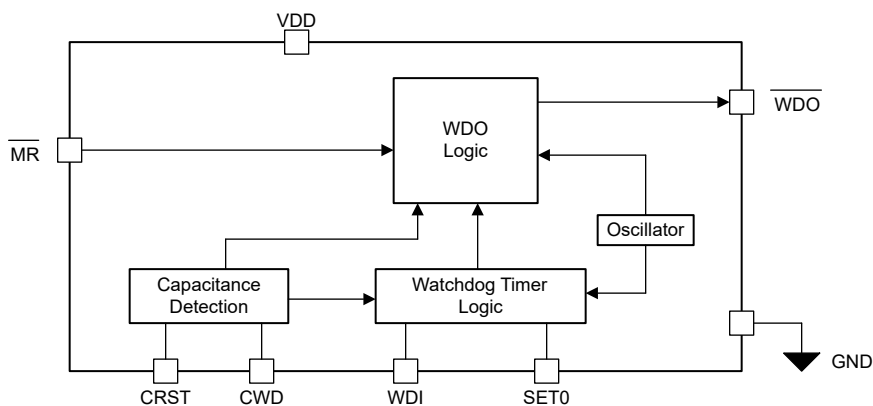 VDD
WDO
WDO
Logic
MR
Oscillator
Capacitance
Detection
Watchdog Timer
Logic
GND
CRST
CWD
WDI
SET0